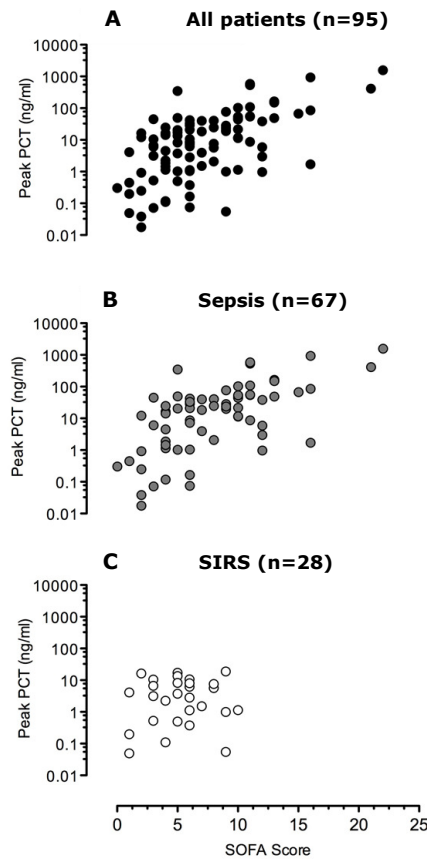 A All patients (n=95)
10000
1000
100
10
1
0.1
0.01
Peak PCT (ng/ml)
B Sepsis (n=67)
10000
1000
100
10
1
0.1
0.01
Peak PCT (ng/ml)
C SIRS (n=28)
10000
1000
100
10
1
0.1
0.01
Peak PCT (ng/ml)
0 5 10 15 20 25
SOFA Score